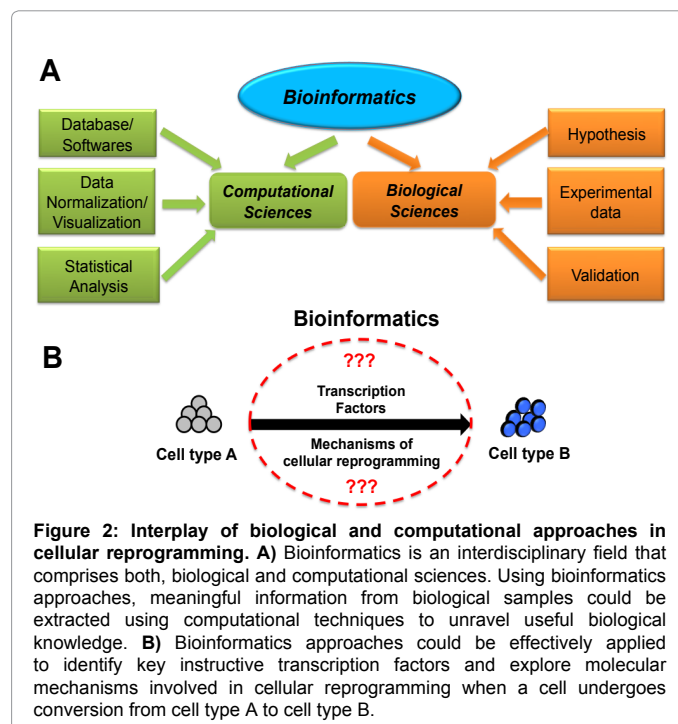 A
Bioinformatics
Database/
Softwares
Data
Normalization/
Visualization
Statistical
Analysis
Computational
Sciences
Biological
Sciences
Hypothesis
Experimental
data
Validation
Bioinformatics
B
???
Transcription
Factors
Cell type A
Mechanisms of
cellular reprogramming
Cell type B
???
Figure 2: Interplay of biological and computational approaches in
cellular reprogramming. A) Bioinformatics is an interdisciplinary field that
comprises both, biological and computational sciences. Using bioinformatics
approaches, meaningful information from biological samples could be
extracted using computational techniques to unravel useful biological
knowledge. B) Bioinformatics approaches could be effectively applied
to identify key instructive transcription factors and explore molecular
mechanisms involved in cellular reprogramming when a cell undergoes
conversion from cell type A to cell type B.